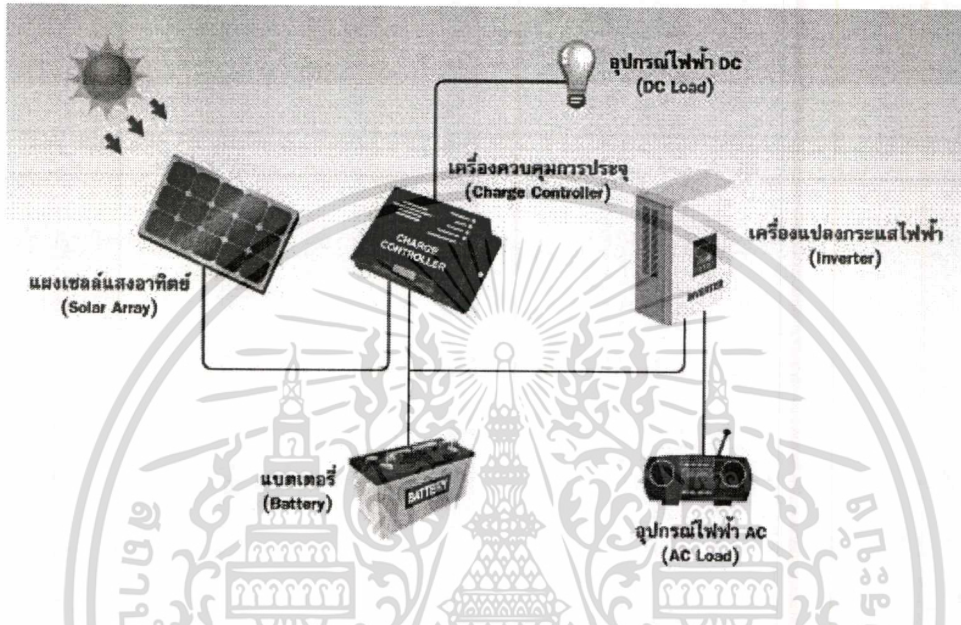 อุปกรณ์ไฟฟ้า DC
(DC Load)
เครื่องควบคุมการประจุ
(Charge Controller)
CHARGE
CONTROLLER
เครื่องแปลงกระแสไฟฟ้า
(Inverter)
INVERTER
แผงเซลล์แสงอาทิตย์
(Solar Array)
แบตเตอรี่
(Battery)
BATTERY
อุปกรณ์ไฟฟ้า AC
(AC Load)